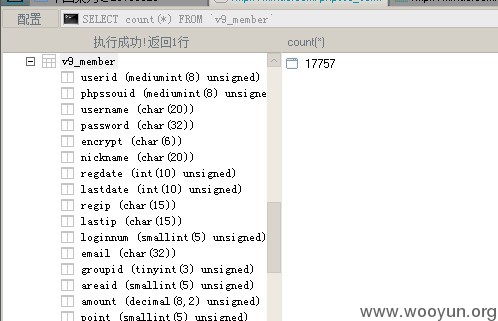 配置
SELECT count(*) FROM `v9_member`
执行成功!返回1行
count(*)
v9_member
17757
userid (mediumint(8) unsigned)
phpssouid (mediumint(8) unsigne
username (char(20))
password (char(32))
encrypt (char(6))
nickname (char(20))
regdate (int(10) unsigned)
lastdate (int(10) unsigned)
regip (char(15))
lastip (char(15))
loginnum (smallint(5) unsigned)
email (char(32))
groupid (tinyint(3) unsigned)
areaid (smallint(5) unsigned)
amount (decimal(8,2) unsigned)
point (smallint(5) unsigned)
www.wooyun.org